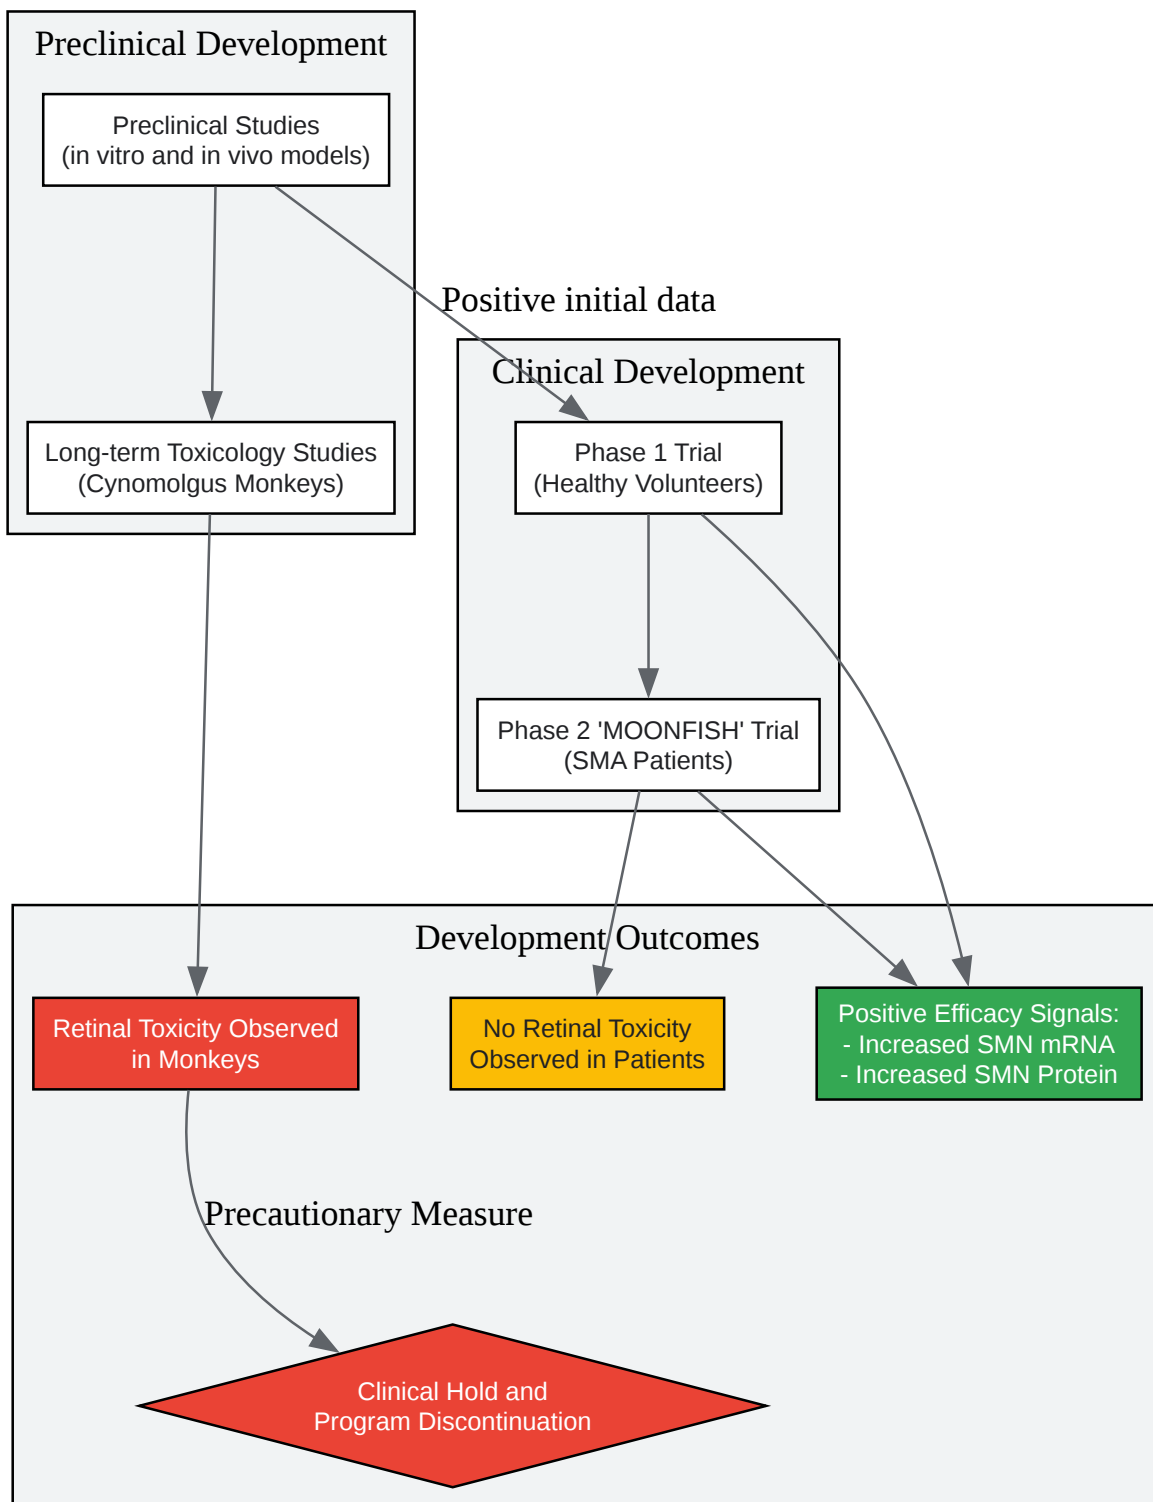 Preclinical Development
Preclinical Studies
(in vitro and in vivo models)
Positive initial data
Clinical Development
Long-term Toxicology Studies
(Cynomolgus Monkeys)
Phase 1 Trial
(Healthy Volunteers)
Phase 2 'MOONFISH' Trial
(SMA Patients)
Development Outcomes
Retinal Toxicity Observed
in Monkeys
No Retinal Toxicity
Observed in Patients
Positive Efficacy Signals:
- Increased SMN mRNA
- Increased SMN Protein
Precautionary Measure
Clinical Hold and
Program Discontinuation